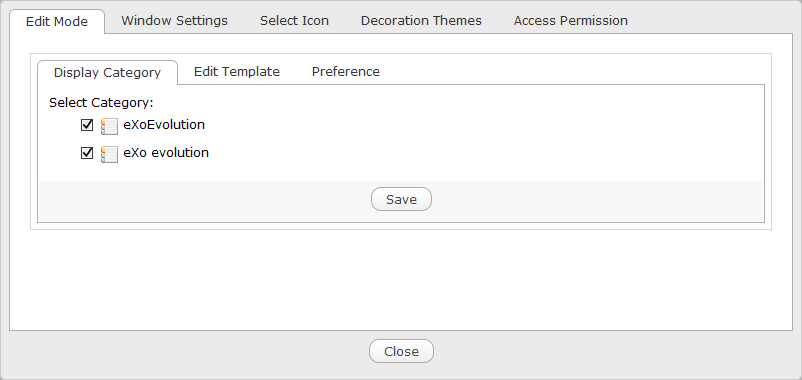 Edit Mode Window Settings Select Icon Decoration Themes Access Permission
Display Category Edit Template Preference
Select Category:
eXoEvolution
eXo evolution
Save
Close